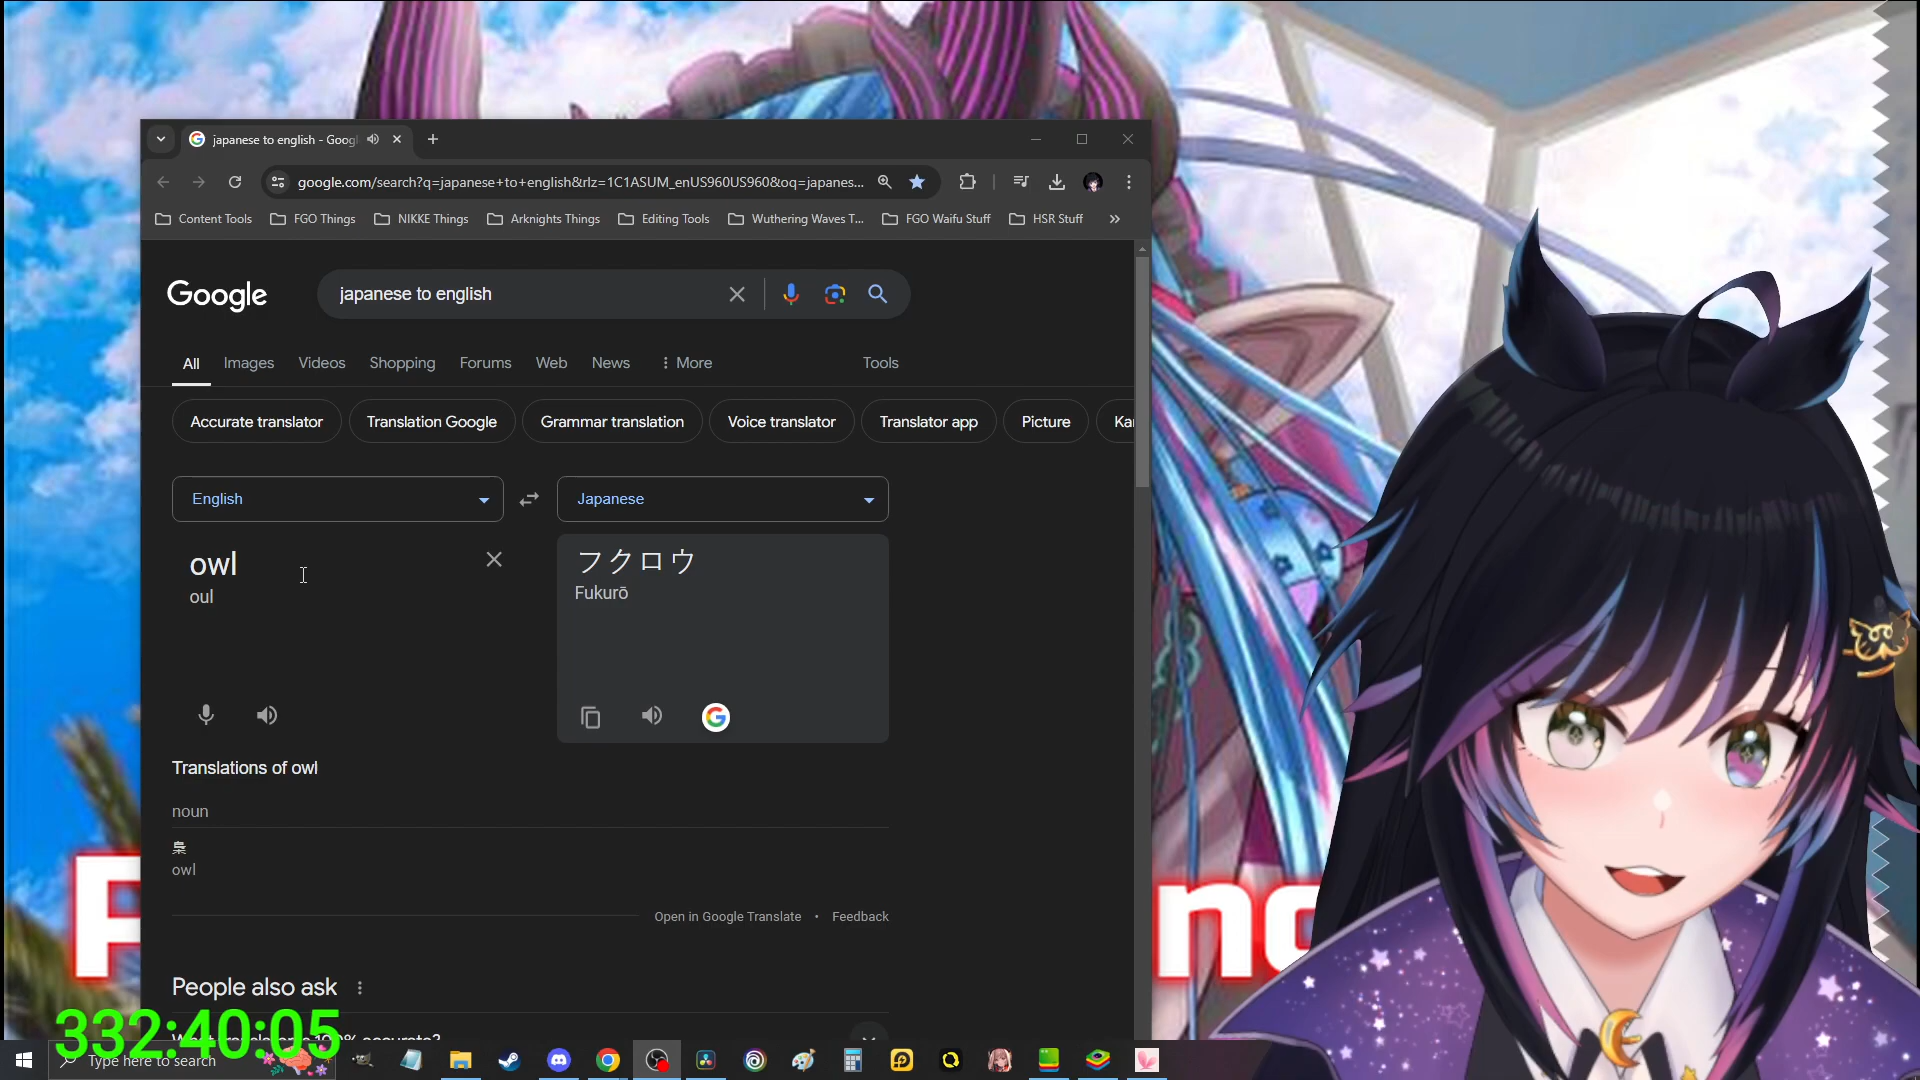 japanese to english - Goog
google.com/search?q=japanese+to+english&rlz=1C1ASUM_enUS960US960&oq=japanes...
Content Tools FGO Things NIKKE Things Arknights Things Editing Tools Wuthering Waves T... FGO Waifu Stuff HSR Stuff »
Google japanese to english
All Images Videos Shopping Forums Web News More Tools
Accurate translator Translation Google Grammar translation Voice translator Translator app Picture Kai
English Japanese
owl フクロウ
oul Fukurō
Translations of owl
noun
梟
owl
Open in Google Translate • Feedback
People also ask
332:40:05
Type here to search